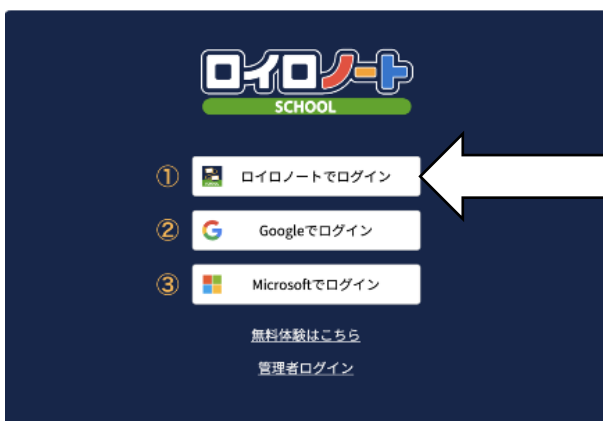 ロイロノート
SCHOOL
① ロイロノートでログイン
② Googleでログイン
③ Microsoftでログイン
無料体験はこちら
管理者ログイン